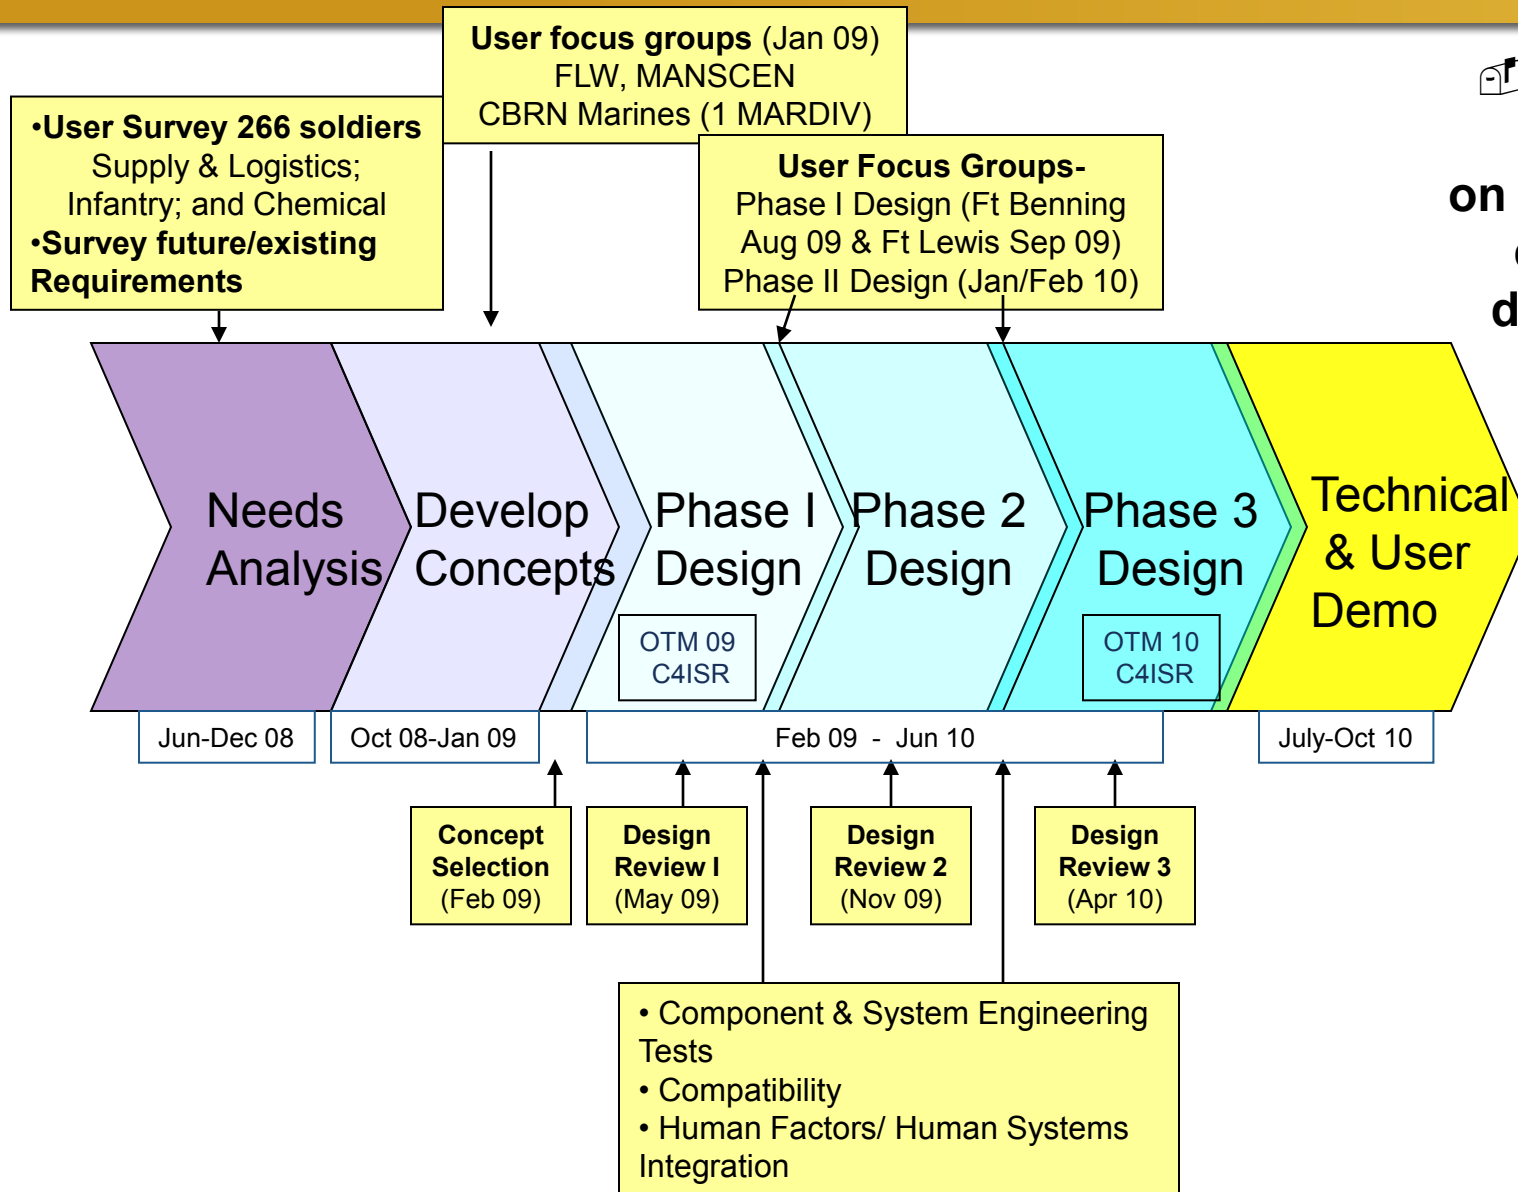 User focus groups (Jan 09)
FLW, MANSCEN
CBRN Marines (1 MARDIV)
•User Survey 266 soldiers
Supply & Logistics;
Infantry; and Chemical
•Survey future/existing
Requirements
User Focus Groups-
Phase I Design (Ft Benning
Aug 09 & Ft Lewis Sep 09)
Phase II Design (Jan/Feb 10)
on
Needs
Analysis
Develop
Concepts
Phase I
Design
OTM 09
C4ISR
Phase 2
Design
Phase 3
Design
OTM 10
C4ISR
Technical
& User
Demo
Jun-Dec 08
Oct 08-Jan 09
Feb 09 - Jun 10
July-Oct 10
Concept
Selection
(Feb 09)
Design
Review I
(May 09)
Design
Review 2
(Nov 09)
Design
Review 3
(Apr 10)
• Component & System Engineering
Tests
• Compatibility
• Human Factors/ Human Systems
Integration